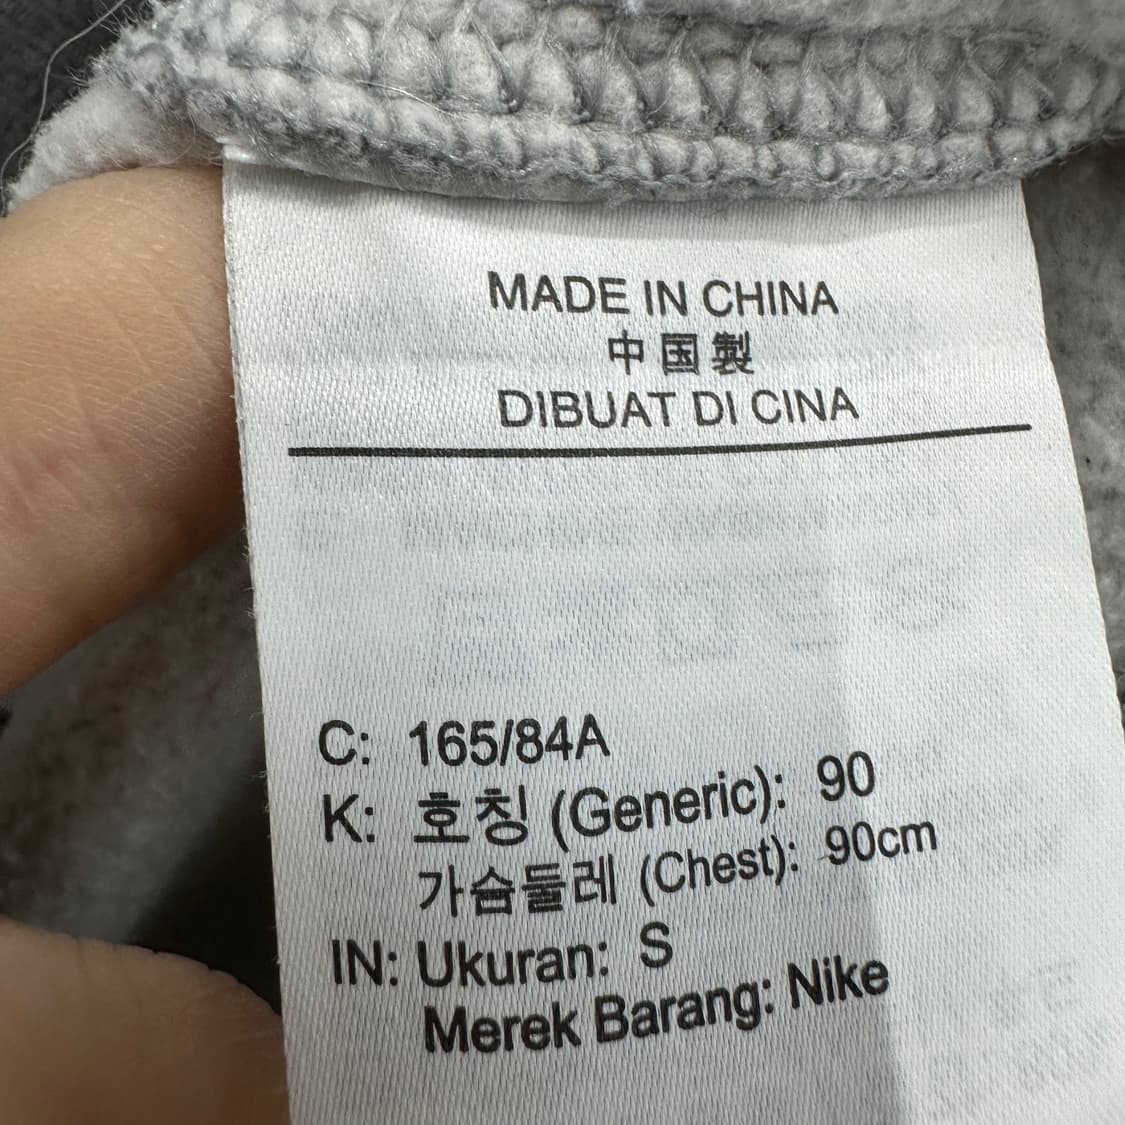 MADE IN CHINA
中国製
DIBUAT DI CINA
C: 165/84A
K: 호칭 (Generic): 90
가슴둘레 (Chest): 90cm
IN: Ukuran: S
Merek Barang: Nike